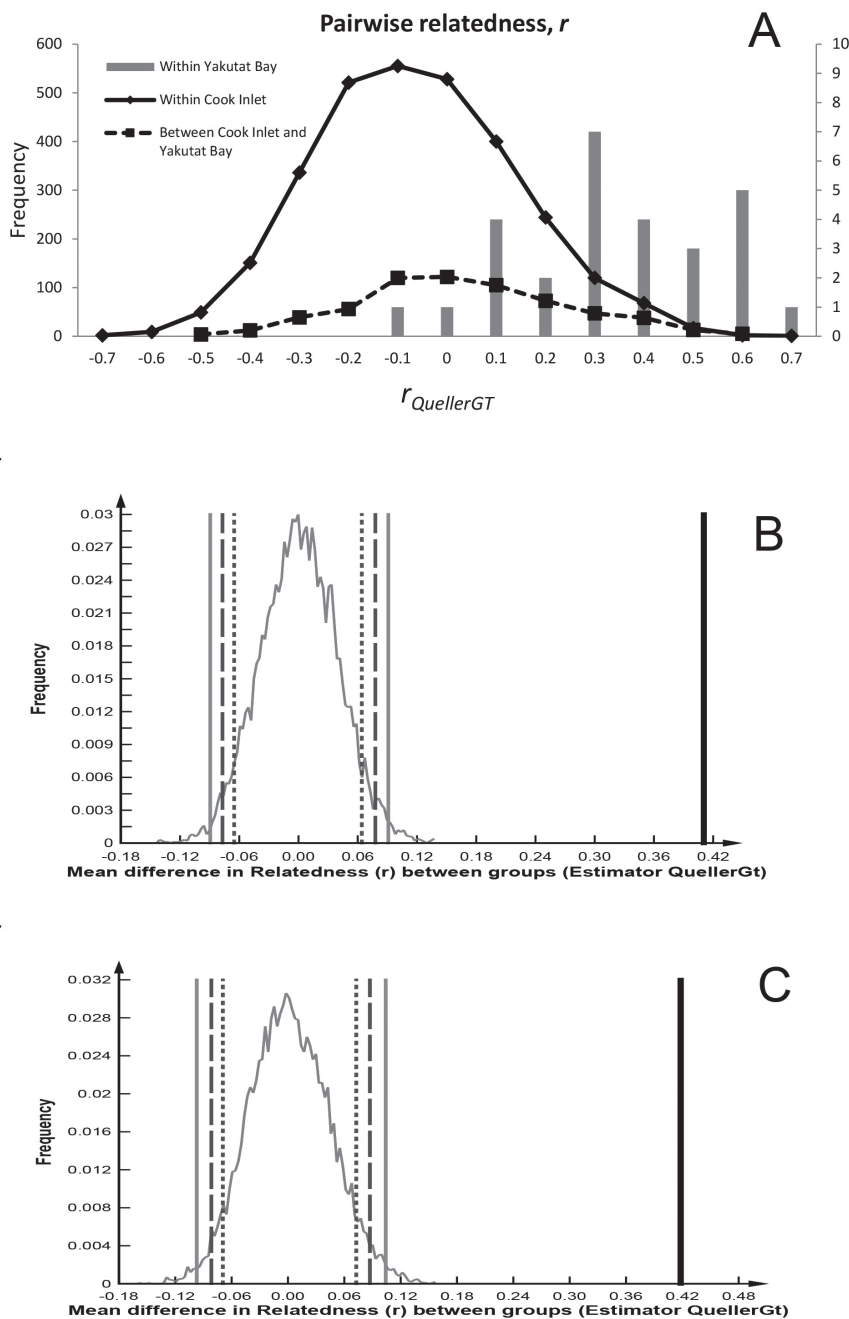 Pairwise relatedness, r
A
600
500
400
300
200
100
0
Frequency
10
9
8
7
6
5
4
3
2
1
0
Within Yakutat Bay
Within Cook Inlet
Between Cook Inlet and
Yakutat Bay
-0.7 -0.6 -0.5 -0.4 -0.3 -0.2 -0.1 0 0.1 0.2 0.3 0.4 0.5 0.6 0.7
r QuellerGT
B
0.03
0.027
0.024
0.021
0.018
0.015
0.012
0.009
0.006
0.003
0
Frequency
-0.18 -0.12 -0.06 0.00 0.06 0.12 0.18 0.24 0.30 0.36 0.42
Mean difference in Relatedness (r) between groups (Estimator QuellerGt)
C
0.032
0.028
0.024
0.02
0.016
0.012
0.008
0.004
0
Frequency
-0.18 -0.12 -0.06 0.00 0.06 0.12 0.18 0.24 0.30 0.36 0.42 0.48
Mean difference in Relatedness (r) between groups (Estimator QuellerGt)